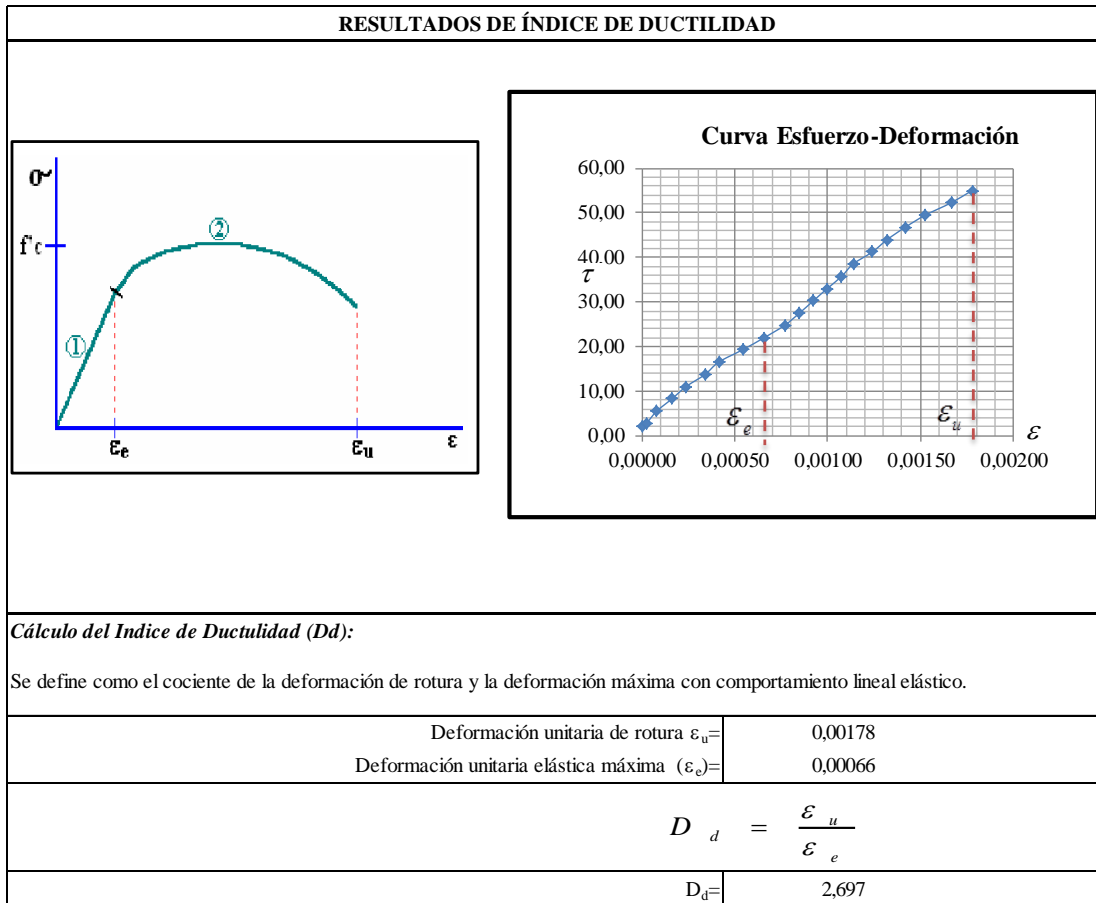 RESULTADOS DE ÍNDICE DE DUCTILIDAD
σ
f'c
①
②
εe
εu
ε
Curva Esfuerzo-Deformación
60,00
50,00
40,00
τ
30,00
20,00
10,00
0,00
εe
εu
ε
0,00000 0,00050 0,00100 0,00150 0,00200
Cálculo del Indice de Ductulidad (Dd):
Se define como el cociente de la deformación de rotura y la deformación máxima con comportamiento lineal elástico.
Deformación unitaria de rotura εu= 0,00178
Deformación unitaria elástica máxima (εe)= 0,00066
D d = ε u / ε e
Dd= 2,697